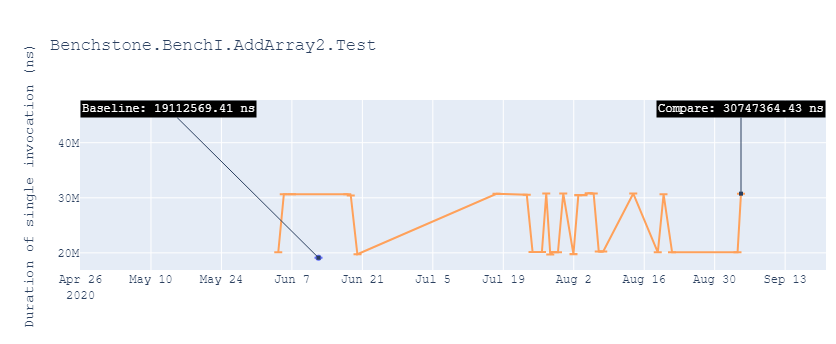 Benchstone.BenchI.AddArray2.Test
Duration of single invocation (ns)
Baseline: 19112569.41 ns
Compare: 30747364.43 ns
40M
30M
20M
Apr 26
2020
May 10
May 24
Jun 7
Jun 21
Jul 5
Jul 19
Aug 2
Aug 16
Aug 30
Sep 13